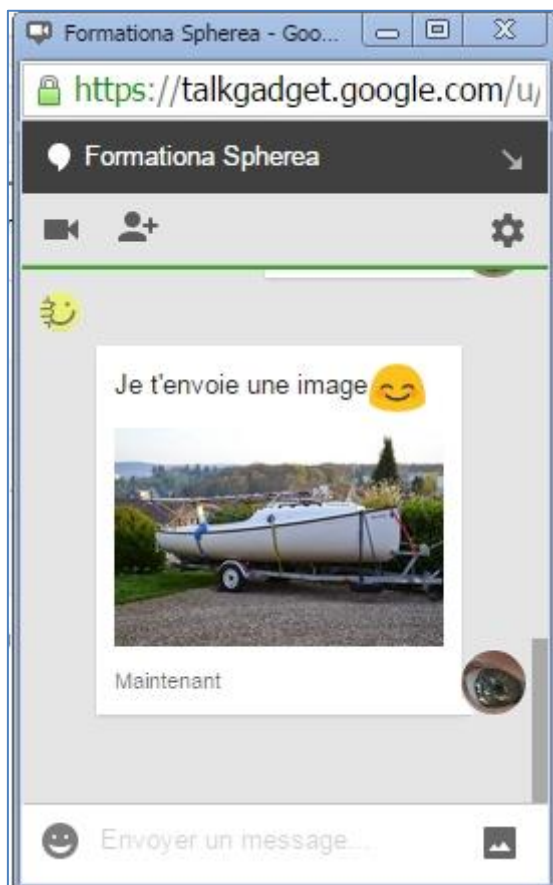 Formationa Spherea - Goo...
https://talkgadget.google.com/u/
Formationa Spherea
Je t'envoie une image
Maintenant
Envoyer un message...